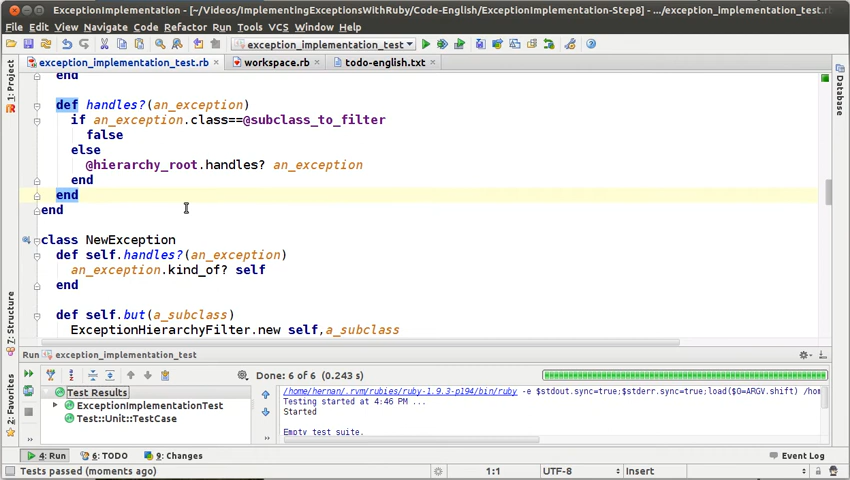 ExceptionImplementation - [~/Videos/ImplementingExceptionsWithRuby/Code-English/ExceptionImplementation-Step8] - .../exception_implementation_test.rb
File Edit View Navigate Code Refactor Run Tools VCS Window Help
exception_implementation_test
exception_implementation_test.rb workspace.rb todo-english.txt
1: Project
7: Structure
2: Favorites
Database
end
def handles?(an_exception)
if an_exception.class==@subclass_to_filter
false
else
@hierarchy_root.handles? an_exception
end
end
end
class NewException
def self.handles?(an_exception)
an_exception.kind_of? self
end
def self.but(a_subclass)
ExceptionHierarchyFilter.new self,a_subclass
Run exception_implementation_test
Done: 6 of 6 (0.243 s)
Test Results
ExceptionImplementationTest
Test::Unit::TestCase
/home/hernan/.rvm/rubies/ruby-1.9.3-p194/bin/ruby -e $stdout.sync=true;$stderr.sync=true;load($0=ARGV.shift) /hom
Testing started at 4:46 PM ...
Started
Empty test suite.
4: Run 6: TODO 9: Changes Event Log
Tests passed (moments ago) 1:1 UTF-8 Insert